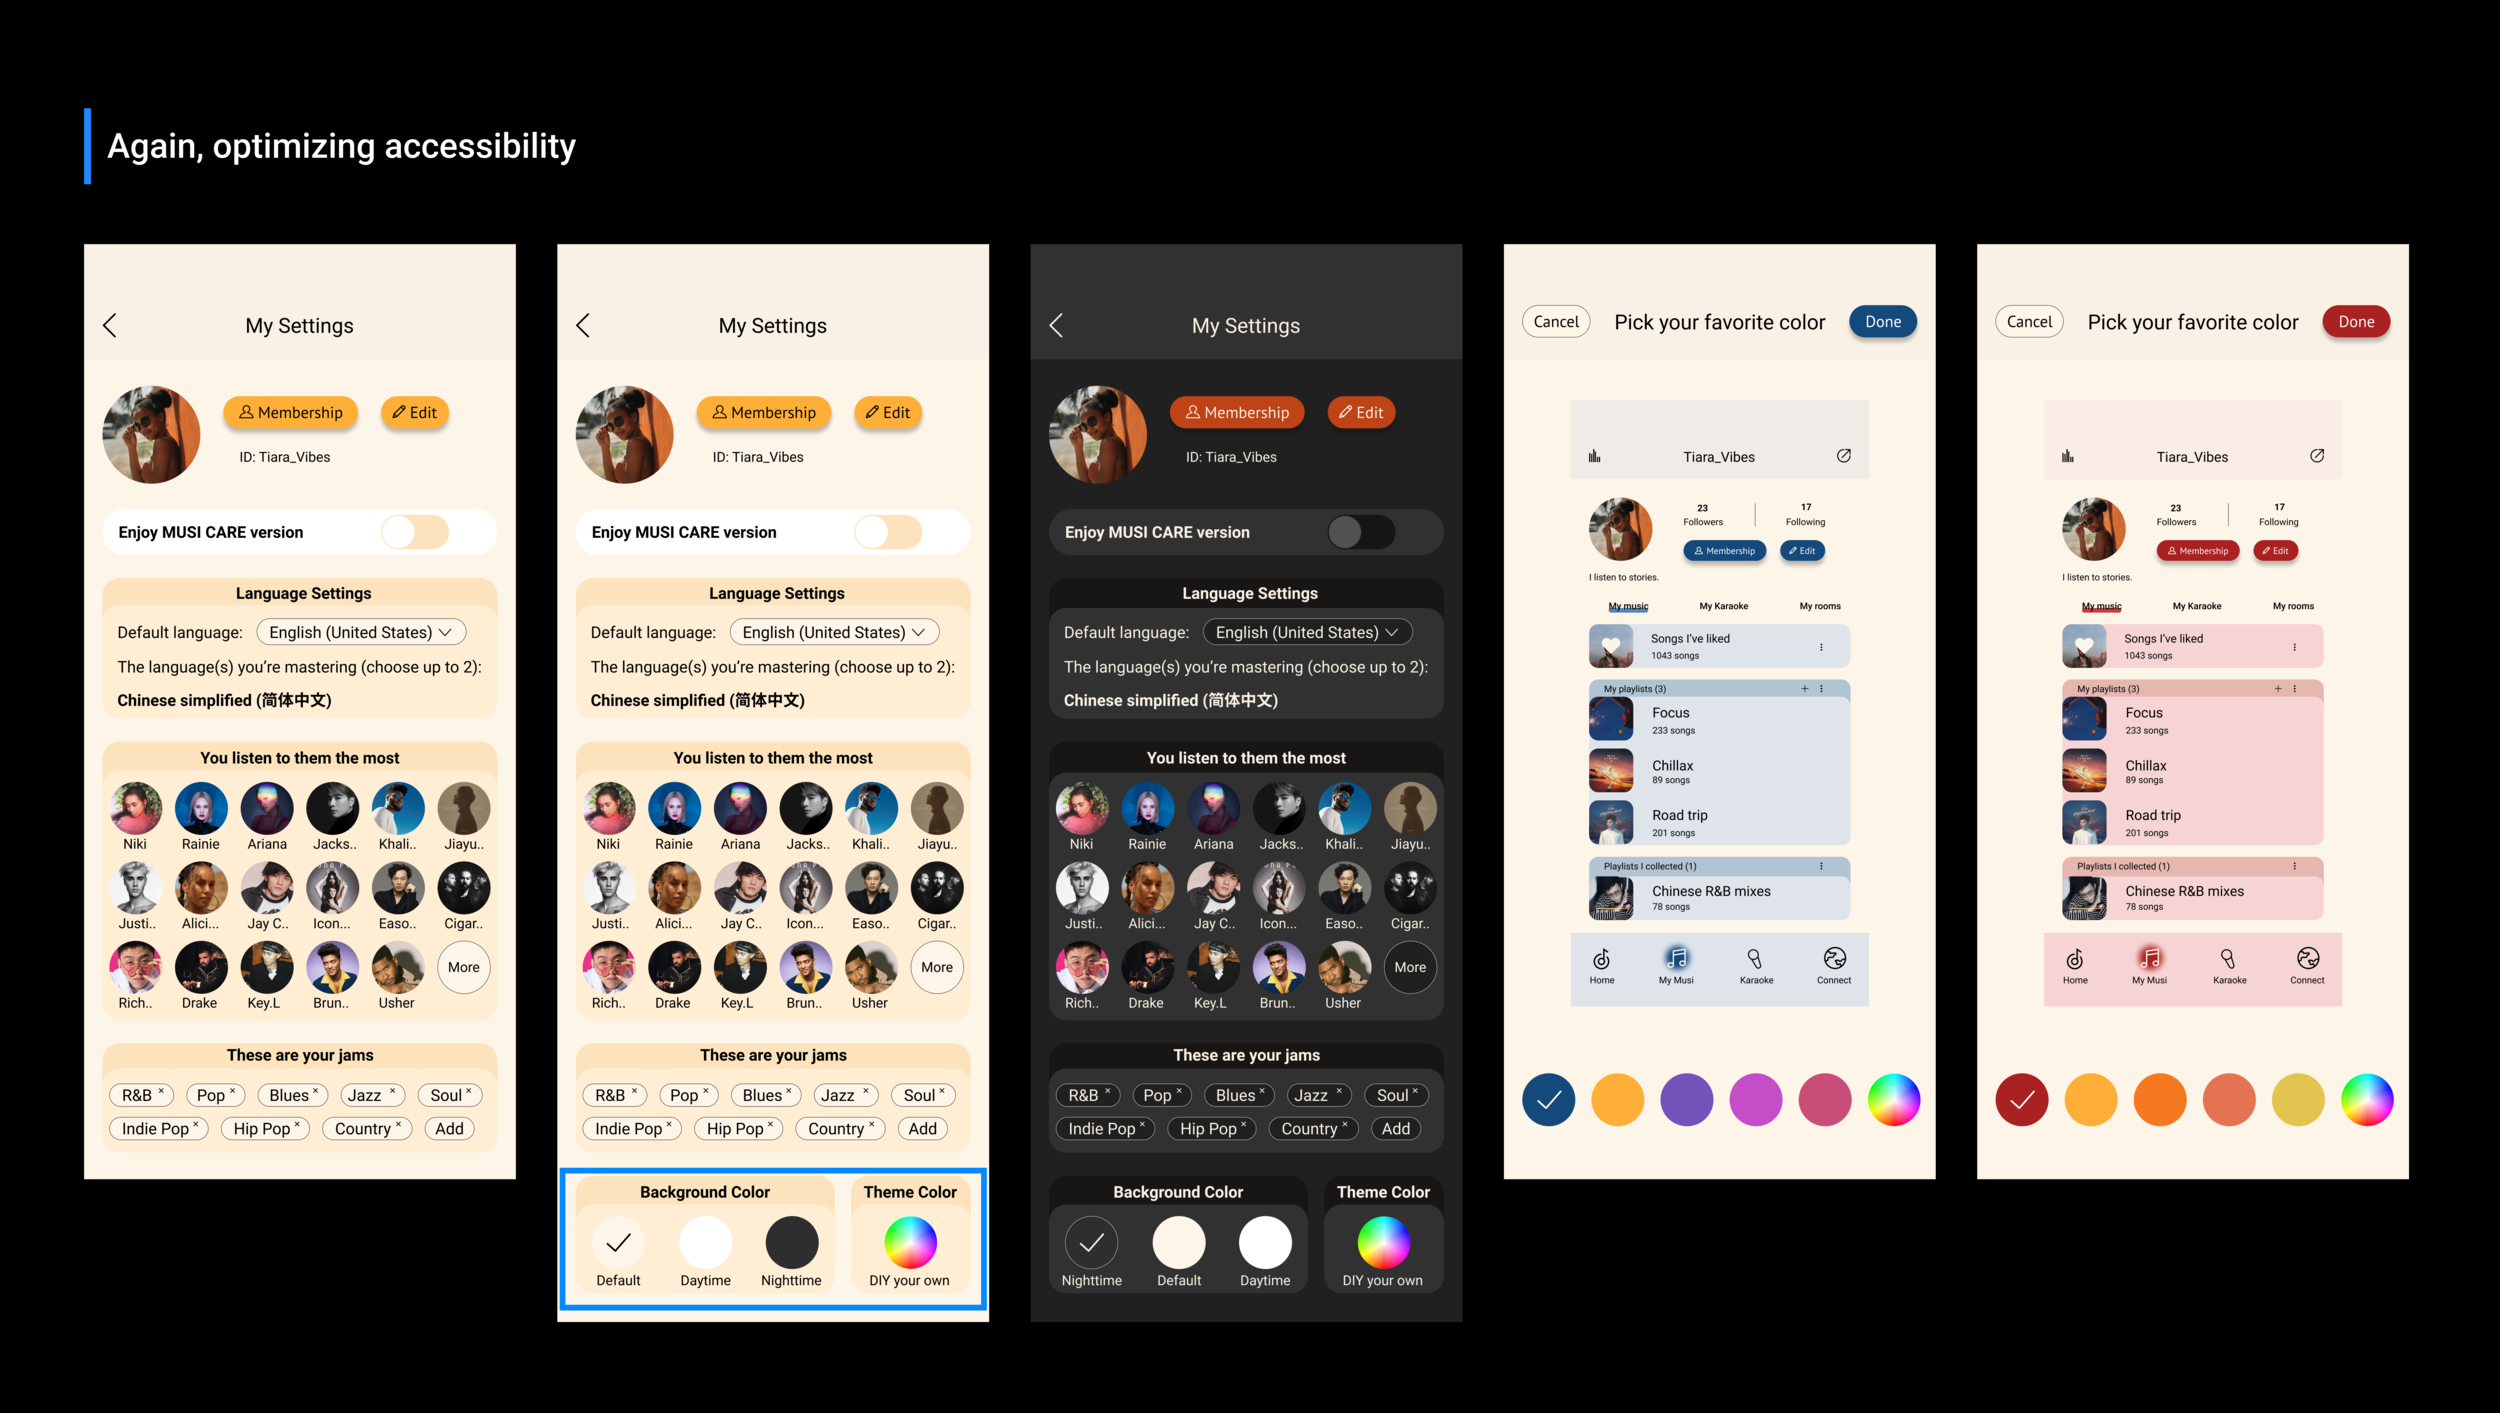 Again, optimizing accessibility
My Settings
Membership
Edit
ID: Tiara_Vibes
Enjoy MUSI CARE version
Language Settings
Default language: English (United States)
The language(s) you’re mastering (choose up to 2):
Chinese simplified (简体中文)
You listen to them the most
Niki Rainie Ariana Jacks.. Khali.. Jiayu..
Justi.. Alici... Jay C.. Icon... Easo.. Cigar..
More
Rich.. Drake Key.L Brun.. Usher
These are your jams
R&B × Pop × Blues × Jazz × Soul ×
Indie Pop × Hip Pop × Country × Add
My Settings
Membership
Edit
ID: Tiara_Vibes
Enjoy MUSI CARE version
Language Settings
Default language: English (United States)
The language(s) you’re mastering (choose up to 2):
Chinese simplified (简体中文)
You listen to them the most
Niki Rainie Ariana Jacks.. Khali.. Jiayu..
Justi.. Alici... Jay C.. Icon... Easo.. Cigar..
More
Rich.. Drake Key.L Brun.. Usher
These are your jams
R&B × Pop × Blues × Jazz × Soul ×
Indie Pop × Hip Pop × Country × Add
Background Color
Default Daytime Nighttime
Theme Color
DIY your own
My Settings
Membership
Edit
ID: Tiara_Vibes
Enjoy MUSI CARE version
Language Settings
Default language: English (United States)
The language(s) you’re mastering (choose up to 2):
Chinese simplified (简体中文)
You listen to them the most
Niki Rainie Ariana Jacks.. Khali.. Jiayu..
Justi.. Alici... Jay C.. Icon... Easo.. Cigar..
More
Rich.. Drake Key.L Brun.. Usher
These are your jams
R&B × Pop × Blues × Jazz × Soul ×
Indie Pop × Hip Pop × Country × Add
Background Color
Nighttime Default Daytime
Theme Color
DIY your own
Cancel
Pick your favorite color
Done
Tiara_Vibes
23
Followers
17
Following
Membership
Edit
I listen to stories.
My music My Karaoke My rooms
Songs I’ve liked
1043 songs
My playlists (3)
Focus
233 songs
Chillax
89 songs
Road trip
201 songs
Playlists I collected (1)
Chinese R&B mixes
78 songs
Home My Musi Karaoke Connect
Cancel
Pick your favorite color
Done
Tiara_Vibes
23
Followers
17
Following
Membership
Edit
I listen to stories.
My music My Karaoke My rooms
Songs I’ve liked
1043 songs
My playlists (3)
Focus
233 songs
Chillax
89 songs
Road trip
201 songs
Playlists I collected (1)
Chinese R&B mixes
78 songs
Home My Musi Karaoke Connect